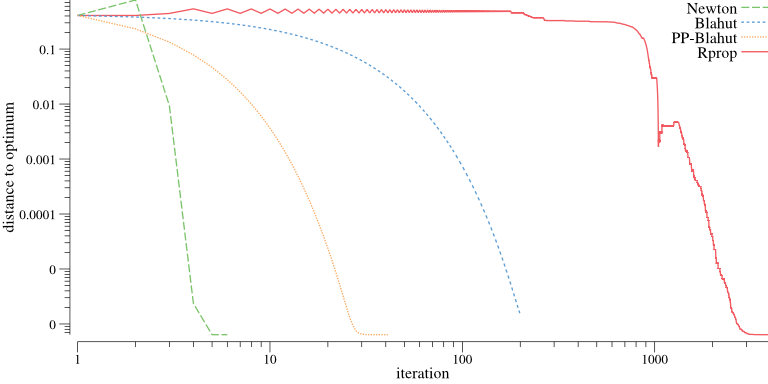 Newton
Blahut
PP-Blahut
Rprop
0.1
0.01
0.001
0.0001
0
0
distance to optimum
1
10
100
1000
iteration